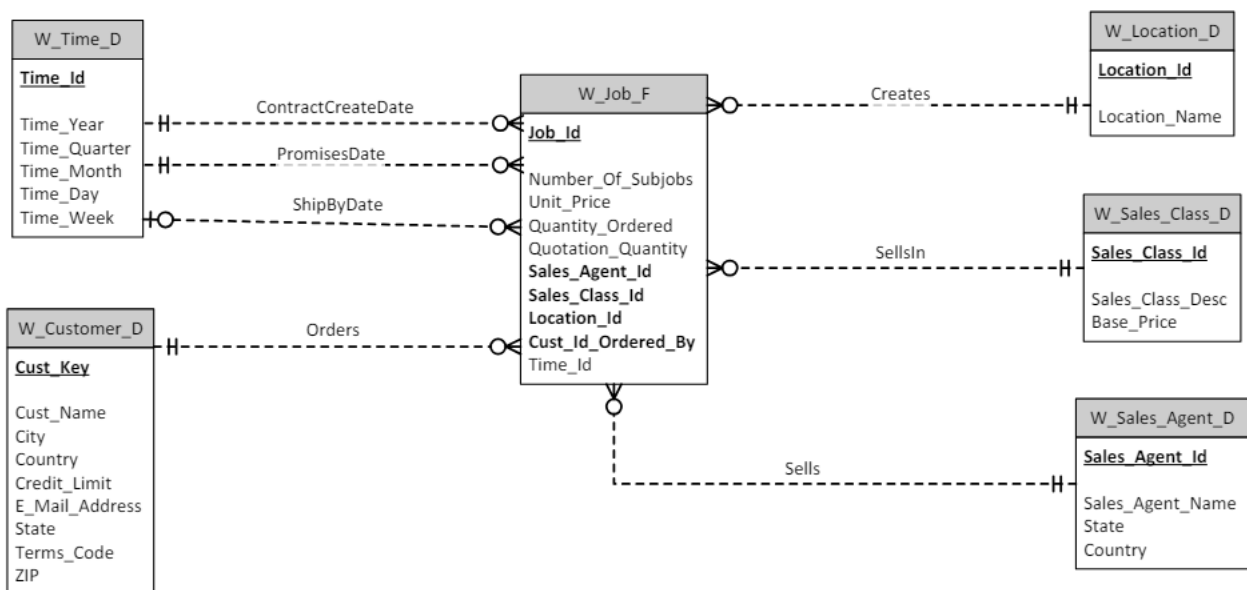 W_Time_D
Time_Id
Time_Year
Time_Quarter
Time_Month
Time_Day
Time_Week
ContractCreateDate
PromisesDate
ShipByDate
W_Customer_D
Cust_Key
Cust_Name
City
Country
Credit_Limit
E_Mail_Address
State
Terms_Code
ZIP
Orders
W_Job_F
Job_Id
Number_Of_Subjobs
Unit_Price
Quantity_Ordered
Quotation_Quantity
Sales_Agent_Id
Sales_Class_Id
Location_Id
Cust_Id_Ordered_By
Time_Id
Creates
SellsIn
Sells
W_Location_D
Location_Id
Location_Name
W_Sales_Class_D
Sales_Class_Id
Sales_Class_Desc
Base_Price
W_Sales_Agent_D
Sales_Agent_Id
Sales_Agent_Name
State
Country